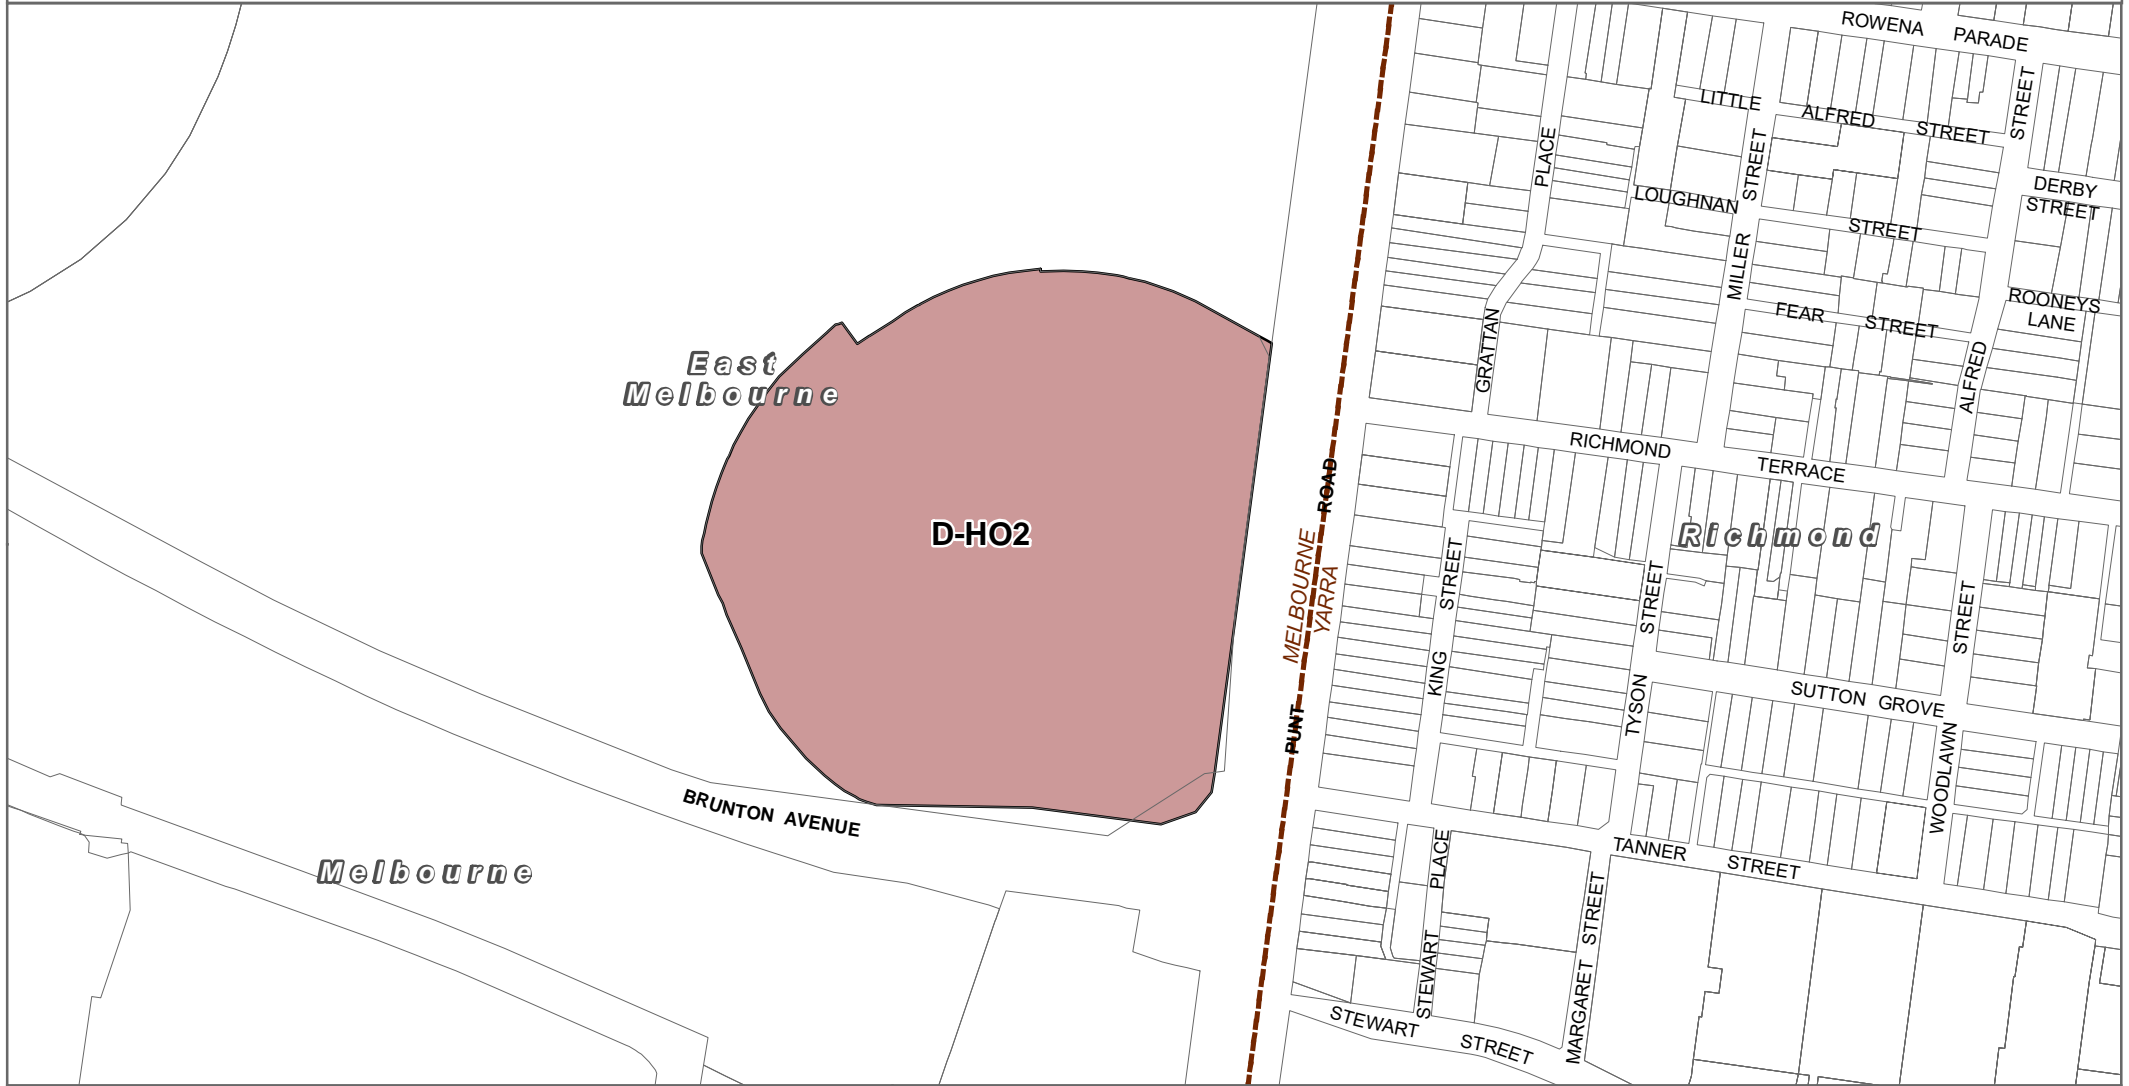 ROWENA PARADE
LITTLE ALFRED STREET
STREET
PLACE
STREET
DERBY
STREET
LOUGHNAN STREET
MILLER
ROONEYS
LANE
FEAR STREET
GRATTAN
ALFRED
East
Melbourne
RICHMOND TERRACE
ROAD
D-HO2
Richmond
MELBOURNE
YARRA
STREET
KING
STREET
TYSON
STREET
SUTTON GROVE
PUNT
WOODLAWN
BRUNTON AVENUE
TANNER STREET
PLACE
STEWART
STREET
MARGARET
Melbourne
STEWART STREET